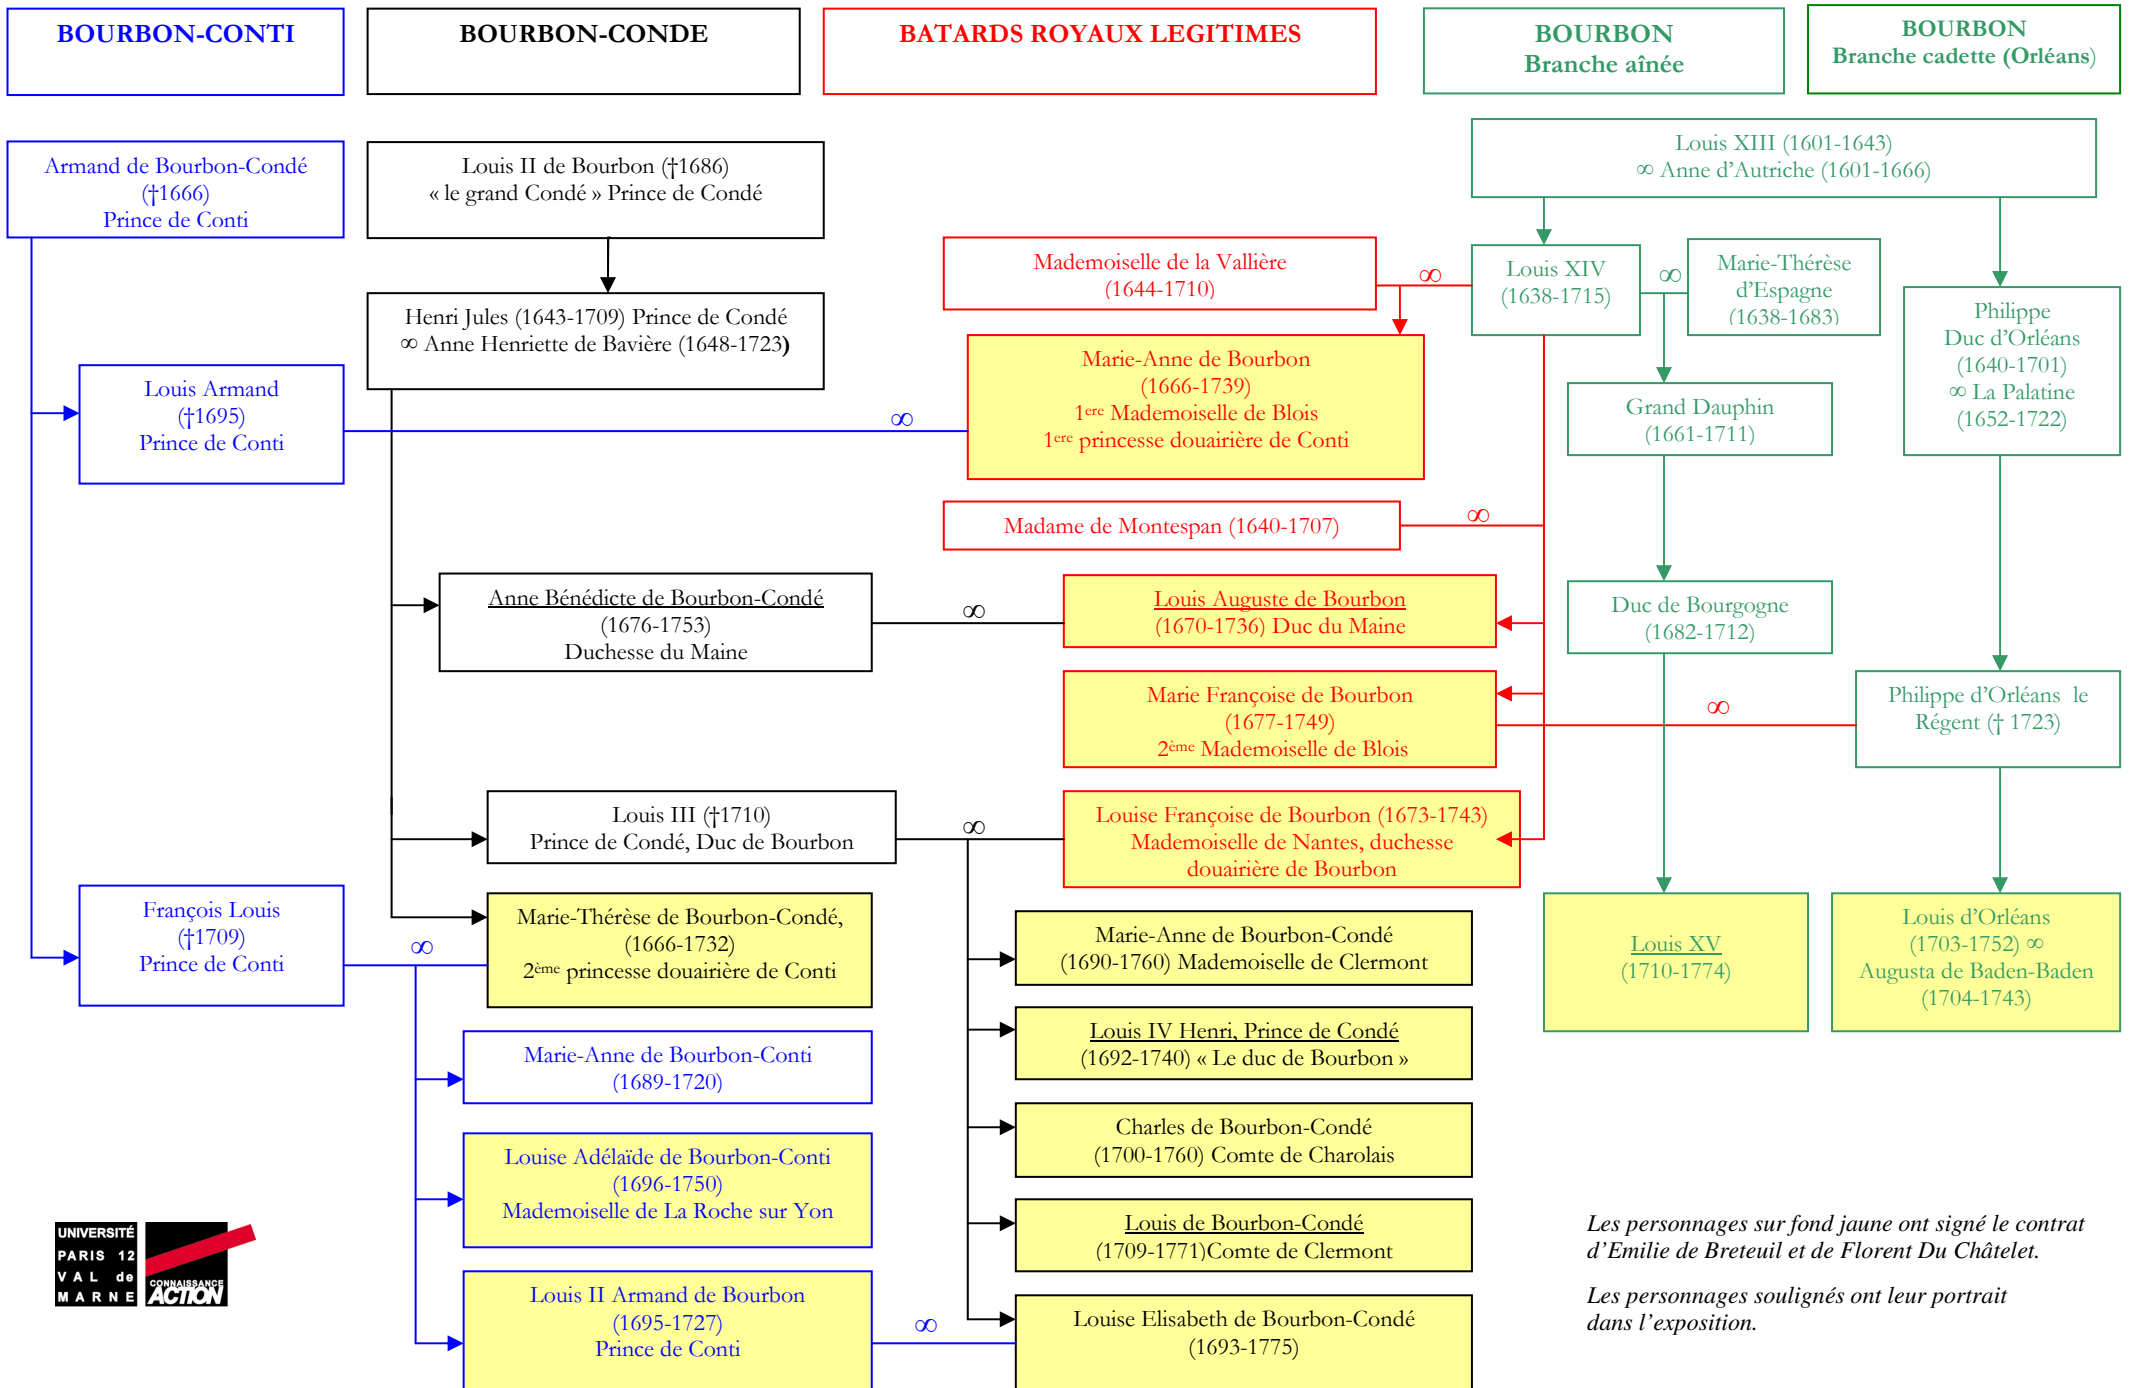 BOURBON-CONTI
BOURBON-CONDE
BATARDS ROYAUX LEGITIMES
BOURBON
Branche aînée
BOURBON
Branche cadette (Orléans)
Armand de Bourbon-Condé
(†1666)
Prince de Conti
Louis II de Bourbon (†1686)
« le grand Condé » Prince de Condé
Louis XIII (1601-1643)
∞ Anne d'Autriche (1601-1666)
Mademoiselle de la Vallière
(1644-1710)
∞
Louis XIV
(1638-1715)
∞
Marie-Thérèse
d'Espagne
(1638-1683)
Philippe
Duc d'Orléans
(1640-1701)
∞ La Palatine
(1652-1722)
Henri Jules (1643-1709) Prince de Condé
∞ Anne Henriette de Bavière (1648-1723)
Louis Armand
(†1695)
Prince de Conti
∞
Marie-Anne de Bourbon
(1666-1739)
1ere Mademoiselle de Blois
1ere princesse douairière de Conti
Grand Dauphin
(1661-1711)
Madame de Montespan (1640-1707)
∞
Anne Bénédicte de Bourbon-Condé
(1676-1753)
Duchesse du Maine
∞
Louis Auguste de Bourbon
(1670-1736) Duc du Maine
Duc de Bourgogne
(1682-1712)
Marie Françoise de Bourbon
(1677-1749)
2ème Mademoiselle de Blois
∞
Philippe d'Orléans le
Régent († 1723)
Louis III (†1710)
Prince de Condé, Duc de Bourbon
∞
Louise Françoise de Bourbon (1673-1743)
Mademoiselle de Nantes, duchesse
douairière de Bourbon
François Louis
(†1709)
Prince de Conti
∞
Marie-Thérèse de Bourbon-Condé,
(1666-1732)
2ème princesse douairière de Conti
Marie-Anne de Bourbon-Condé
(1690-1760) Mademoiselle de Clermont
Louis XV
(1710-1774)
Louis d'Orléans
(1703-1752) ∞
Augusta de Baden-Baden
(1704-1743)
Marie-Anne de Bourbon-Conti
(1689-1720)
Louis IV Henri, Prince de Condé
(1692-1740) « Le duc de Bourbon »
Louise Adélaïde de Bourbon-Conti
(1696-1750)
Mademoiselle de La Roche sur Yon
Charles de Bourbon-Condé
(1700-1760) Comte de Charolais
Louis de Bourbon-Condé
(1709-1771)Comte de Clermont
Louis II Armand de Bourbon
(1695-1727)
Prince de Conti
∞
Louise Elisabeth de Bourbon-Condé
(1693-1775)
UNIVERSITÉ
PARIS 12
VAL de
MARNE
CONNAISSANCE
ACTION
Les personnages sur fond jaune ont signé le contrat
d'Emilie de Breteuil et de Florent Du Châtelet.
Les personnages soulignés ont leur portrait
dans l'exposition.